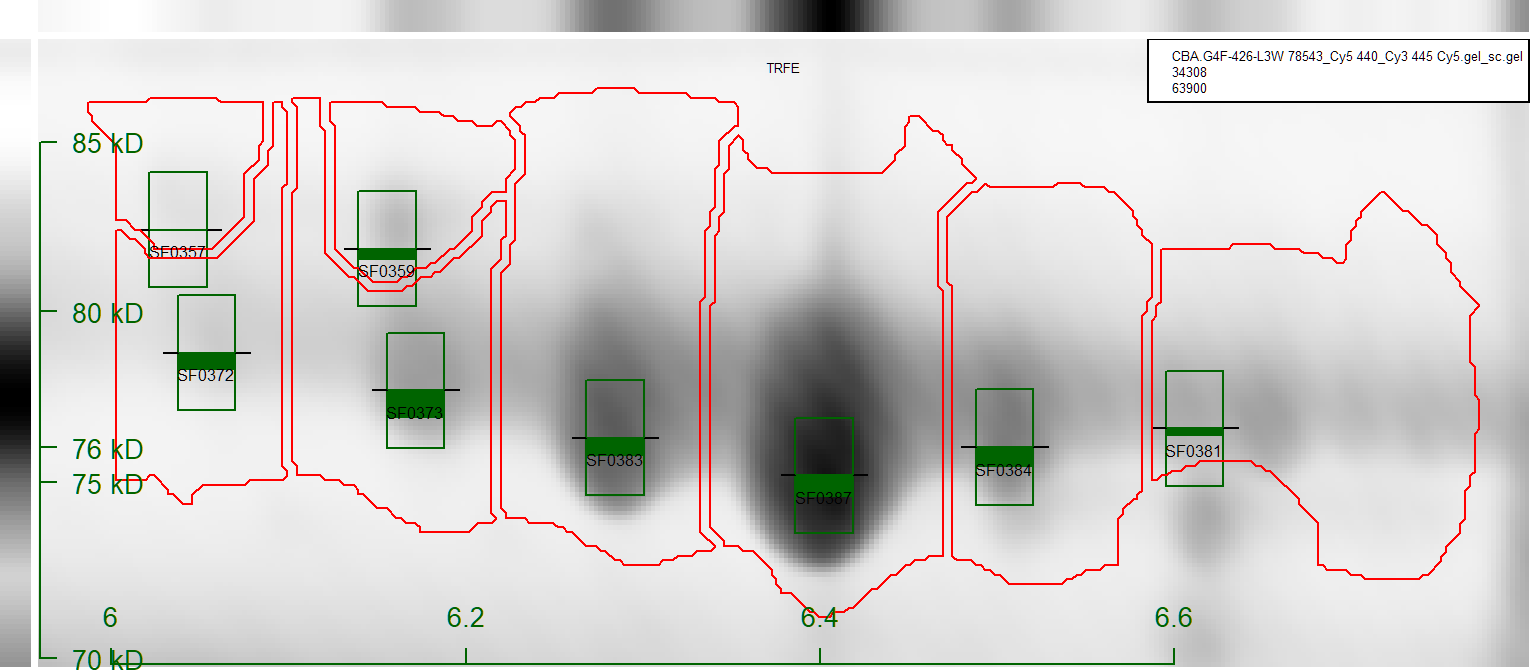 CBA.G4F-426-L3W 78543_Cy5 440_Cy3 445 Cy5.gel_sc.gel
34308
63900
TRFE
85 kD
SF0357
SF0359
80 kD
SF0372
SF0373
76 kD
SF0383
SF0381
75 kD
SF0384
SF0387
6
6.2
6.4
6.6
70 kD